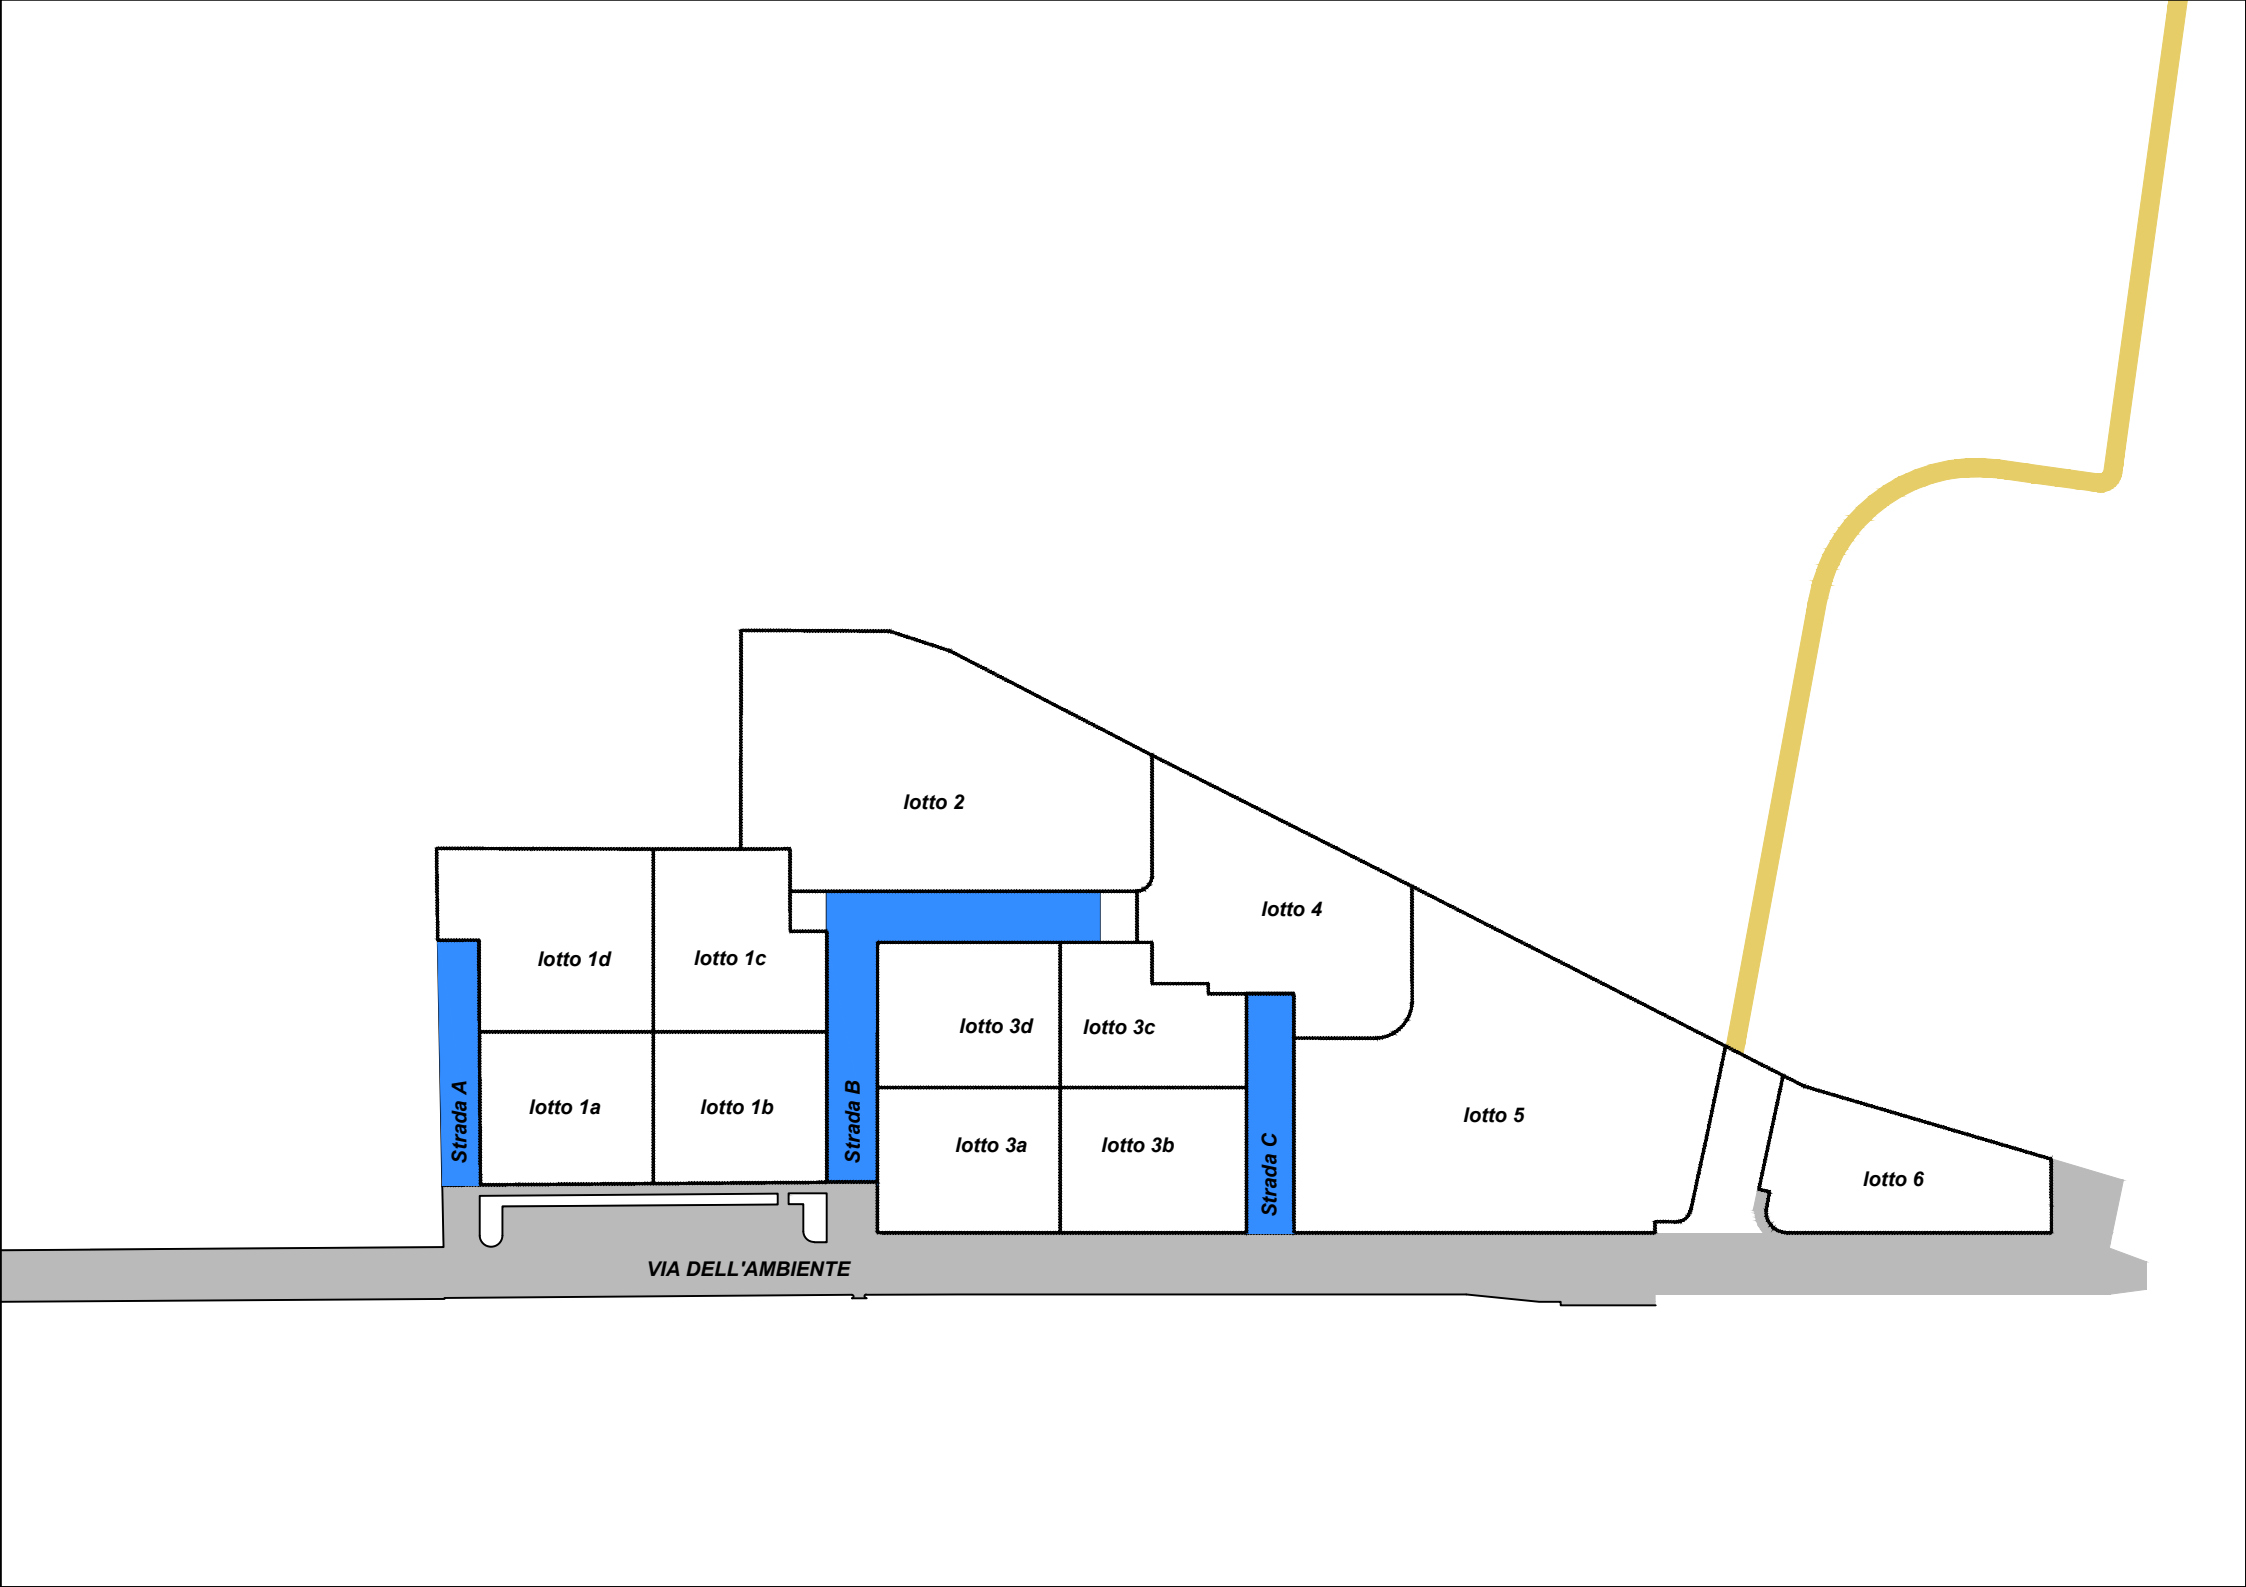 lotto 2
lotto 4
lotto 1d
lotto 1c
lotto 3d
lotto 3c
lotto 1a
lotto 1b
lotto 5
Strada A
Strada B
lotto 3a
lotto 3b
Strada C
lotto 6
VIA DELL'AMBIENTE